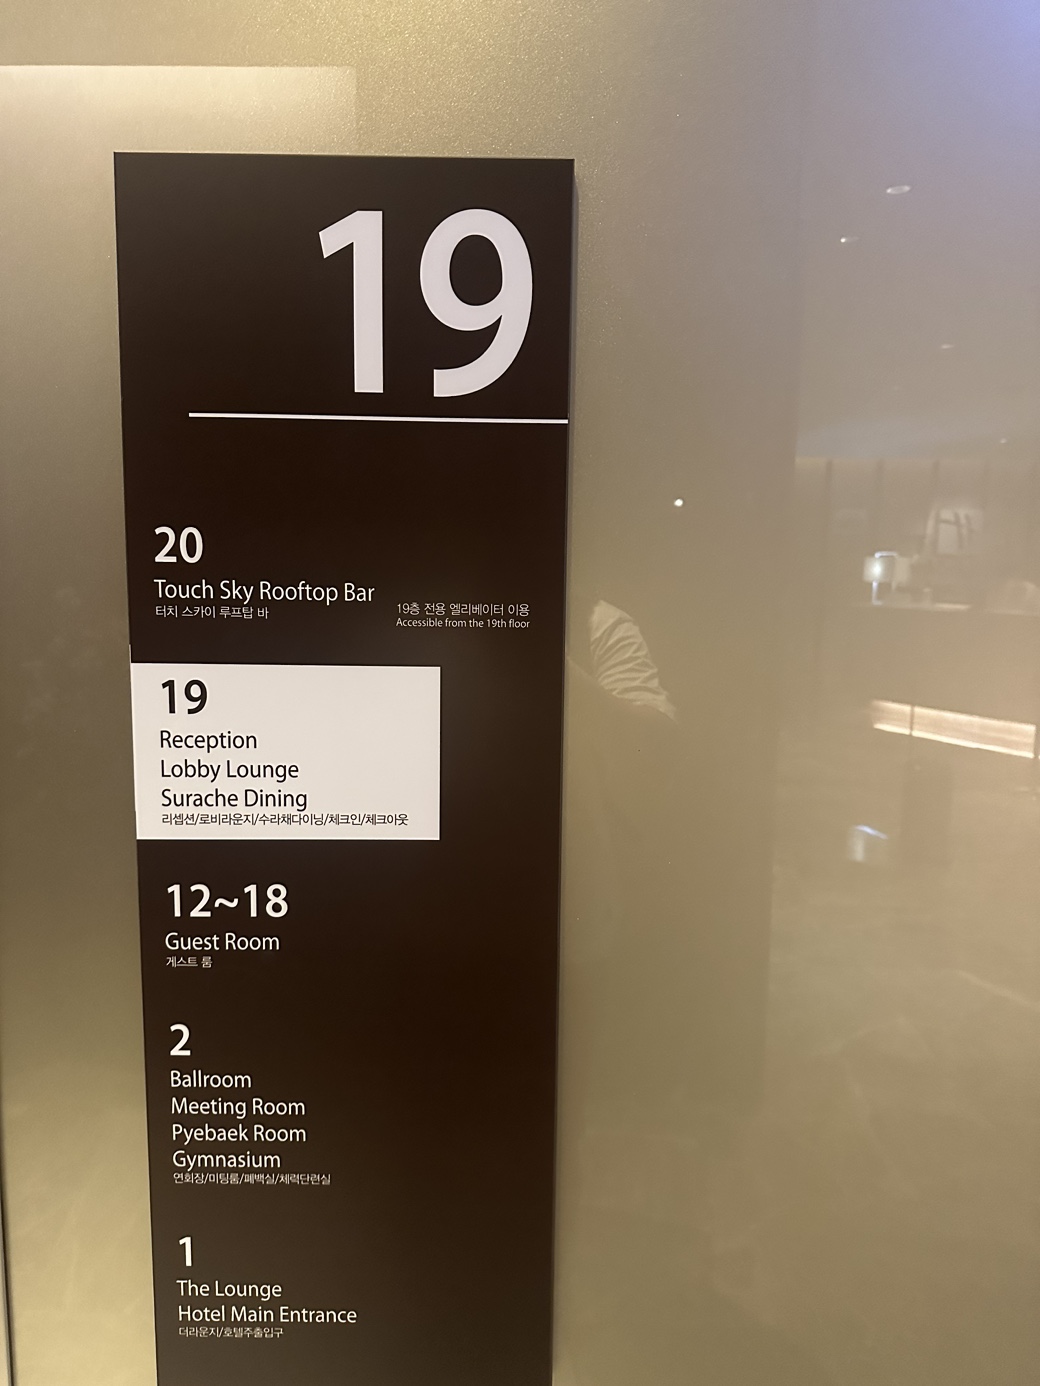 19
20
Touch Sky Rooftop Bar
터치 스카이 루프탑 바
19층 전용 엘리베이터 이용
Accessible from the 19th floor
19
Reception
Lobby Lounge
Surache Dining
리셉션/로비라운지/수라채다이닝/체크인/체크아웃
12~18
Guest Room
게스트 룸
2
Ballroom
Meeting Room
Pyebaek Room
Gymnasium
연회장/미팅룸/폐백실/체력단련실
1
The Lounge
Hotel Main Entrance
더라운지/호텔주출입구